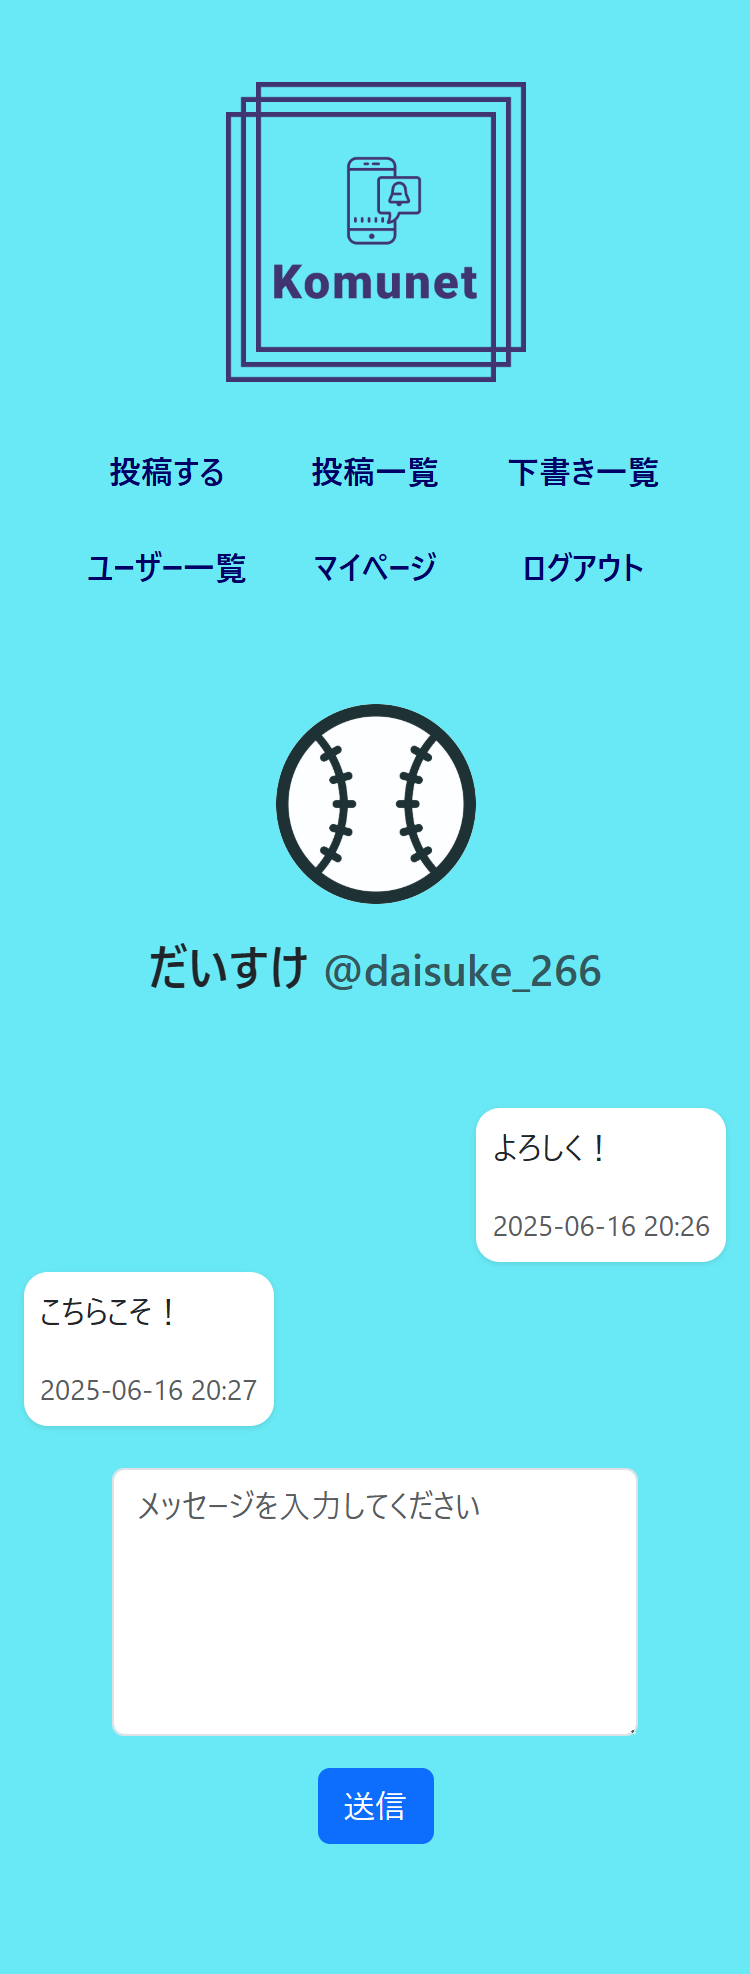 Komunet
投稿する 投稿一覧 下書き一覧
ユーザー一覧 マイページ ログアウト
だいすけ @daisuke_266
よろしく！
2025-06-16 20:26
こちらこそ！
2025-06-16 20:27
メッセージを入力してください
送信